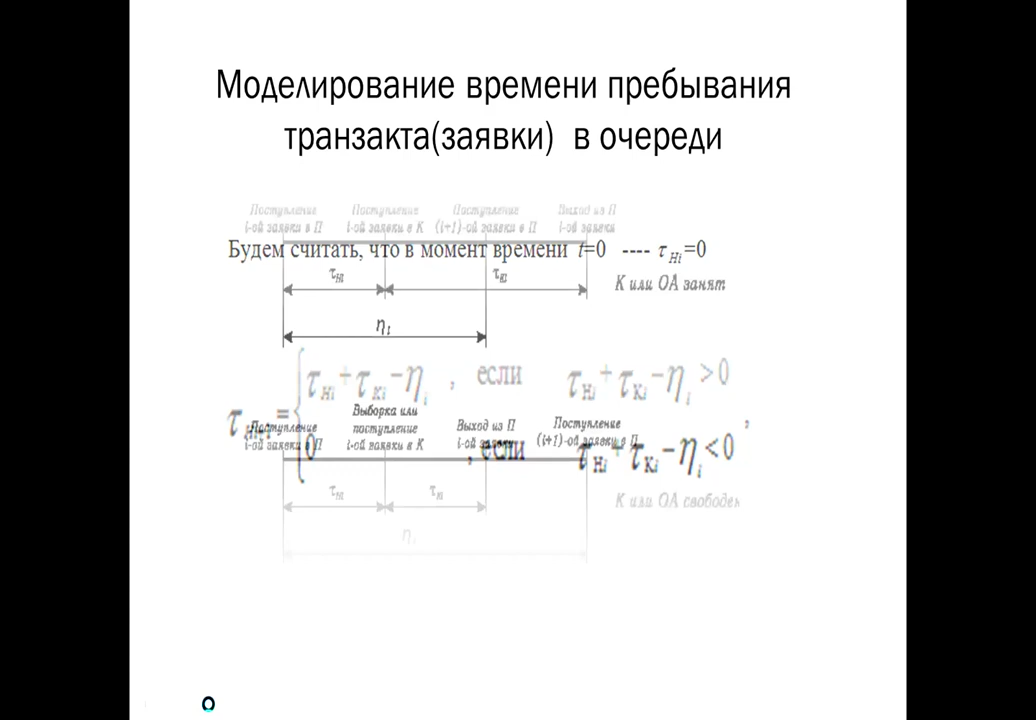 Моделирование времени пребывания
транзакта(заявки) в очереди
Поступление Поступление Поступление Выход из П
i-ой заявки в П i-ой заявки в К (i+1)-ой заявки в П i-ой заявки
Будем считать, что в момент времени t=0 ---- τ Hi=0
τHi τKi
К или ОА занят
ηi
τHi+τKi−ηi , если τHi+τKi−ηi >0
τHi+1= ,
Выборка или
Поступление поступление Выход из П Поступление
i-ой заявки в П i-ой заявки в К i-ой заявки (i+1)-ой заявки в П
0 , если τHi+τKi−ηi<0
τHi τKi
К или ОА свободен
ηi